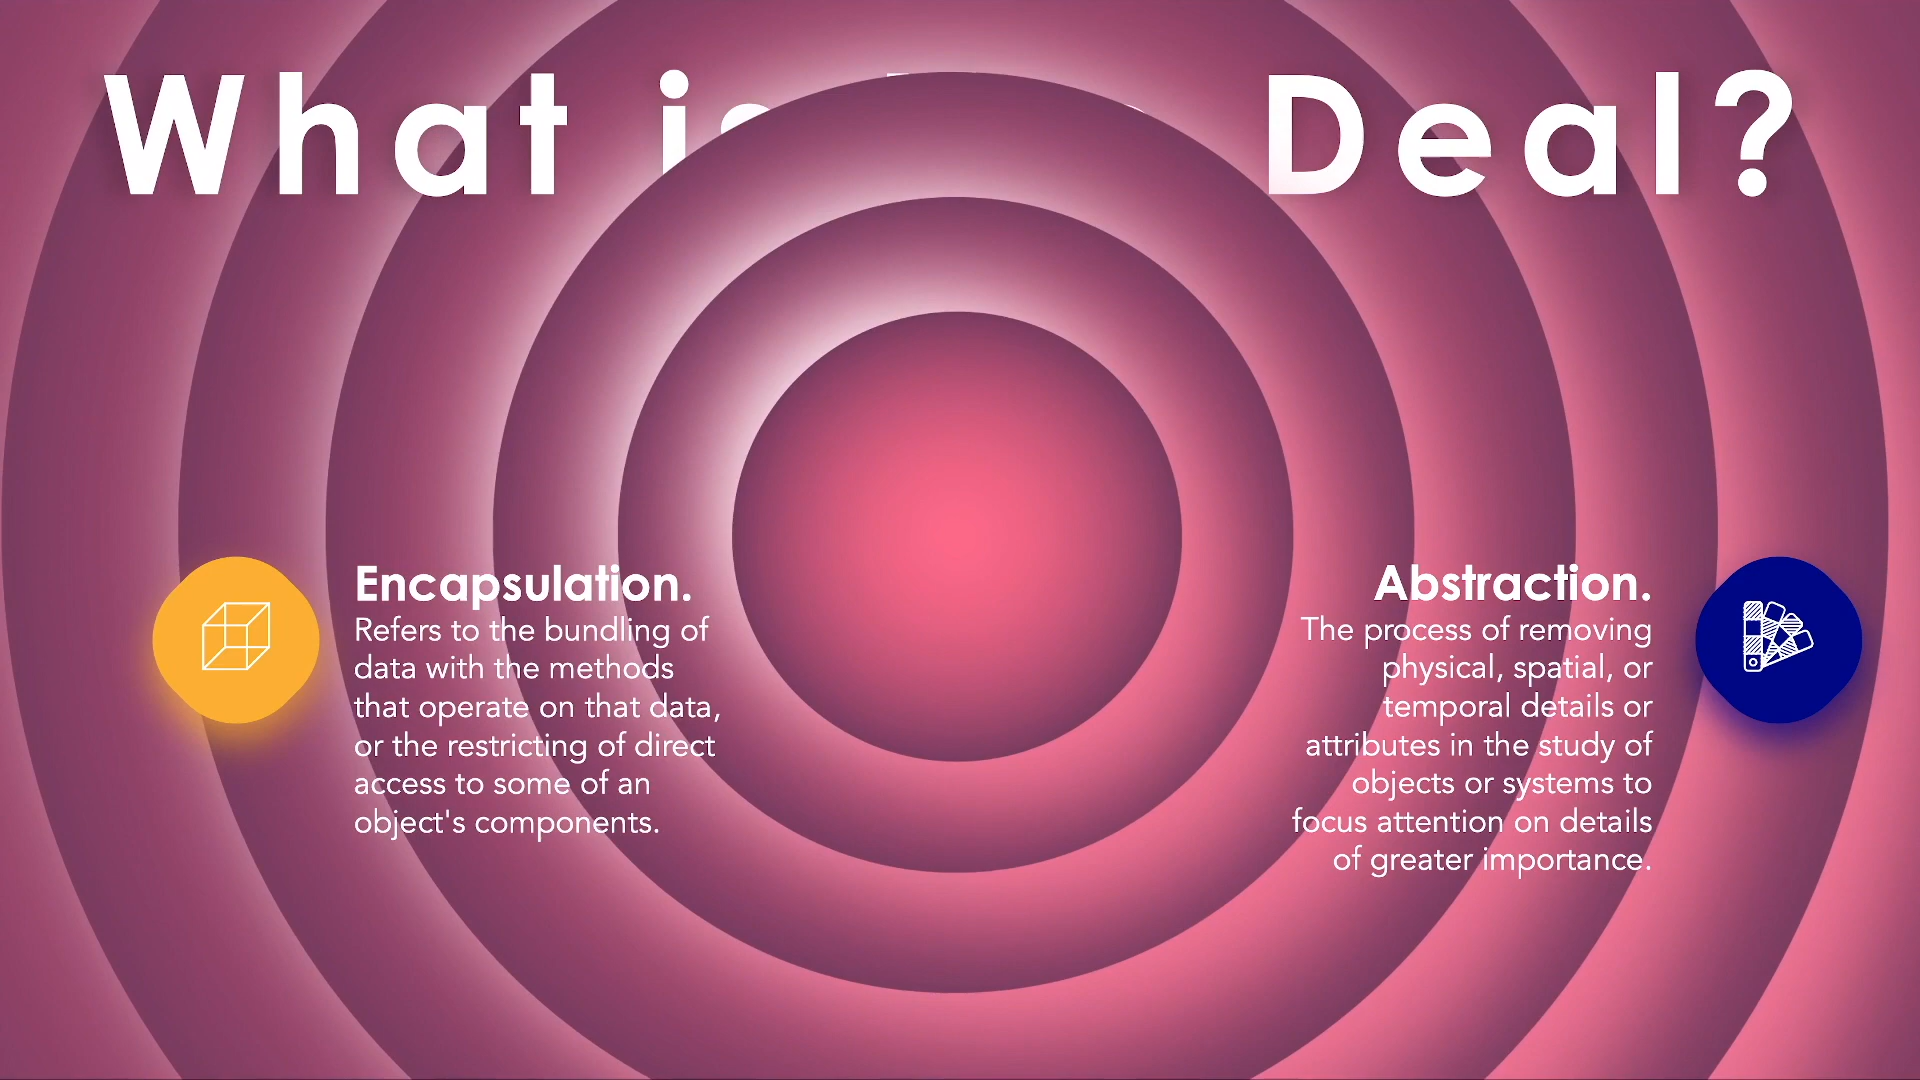 What is Deal?
Encapsulation.
Refers to the bundling of
data with the methods
that operate on that data,
or the restricting of direct
access to some of an
object's components.
Abstraction.
The process of removing
physical, spatial, or
temporal details or
attributes in the study of
objects or systems to
focus attention on details
of greater importance.